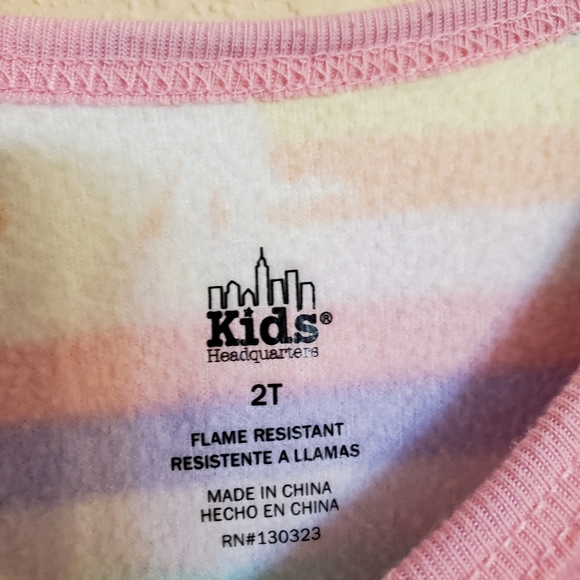 Kids®
Headquarters
2T
FLAME RESISTANT
RESISTENTE A LLAMAS
MADE IN CHINA
HECHO EN CHINA
RN#130323